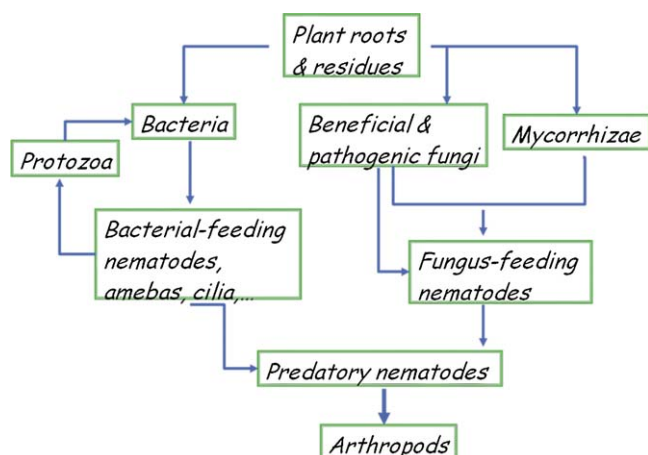 Plant roots
& residues
Bacteria
Beneficial &
pathogenic fungi
Mycorrhizae
Protozoa
Bacterial-feeding
nematodes,
amebas, cilia,...
Fungus-feeding
nematodes
Predatory nematodes
Arthropods